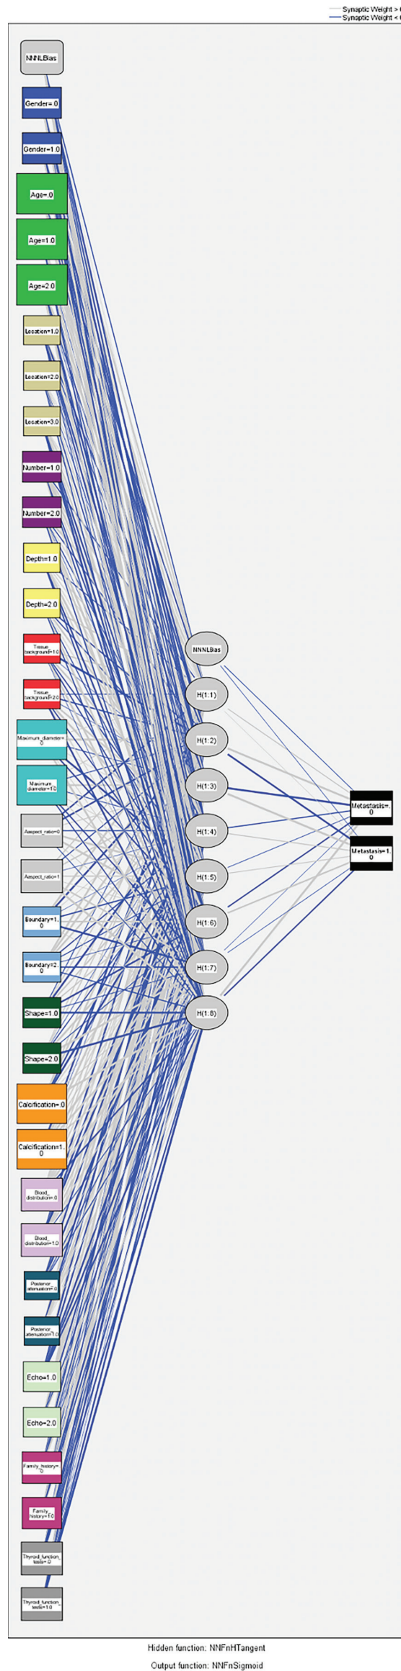 Synaptic Weight >
Synaptic Weight <
NNNLBias
Gender= .0
Gender=1.0
Age=.0
Age=1.0
Age=2.0
Location=1.0
Location=2.0
Location=3.0
Number=1.0
Number=2.0
Depth=1.0
Depth=2.0
Tissue_
background=1.0
Tissue_
background=2.0
Maximum_diameter=.
0
Maximum_
diameter=1.0
Aaspect_ratio=0
Aaspect_ratio=1
Boundary=1.
0
Boundary=2.
0
Shape=1.0
Shape=2.0
Calcification=.0
Calcification=1.
0
Blood_
distribution=.0
Blood_
distribution=1.0
Posterior_
attenuation=.0
Posterior_
attenuation=1.0
Echo=1.0
Echo=2.0
Family_history=.
0
Family_
history=1.0
Thyroid_function_
tests=.0
Thyroid_function_
tests=1.0
NNNLBias
H(1:1)
H(1:2)
H(1:3)
H(1:4)
H(1:5)
H(1:6)
H(1:7)
H(1:8)
Metastasis=.
0
Metastasis=1.
0
Hidden function: NNFnHTangent
Output function: NNFnSigmoid